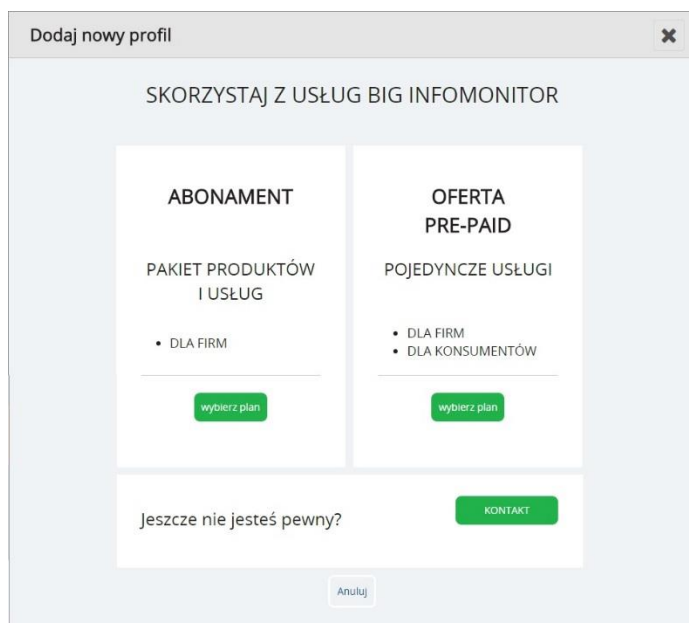 Dodaj nowy profil
SKORZYSTAJ Z USŁUG BIG INFOMONITOR
ABONAMENT
PAKIET PRODUKTÓW
I USŁUG
• DLA FIRM
wybierz plan
OFERTA
PRE-PAID
POJEDYNCZE USŁUGI
• DLA FIRM
• DLA KONSUMENTÓW
wybierz plan
Jeszcze nie jesteś pewny?
KONTAKT
Anuluj